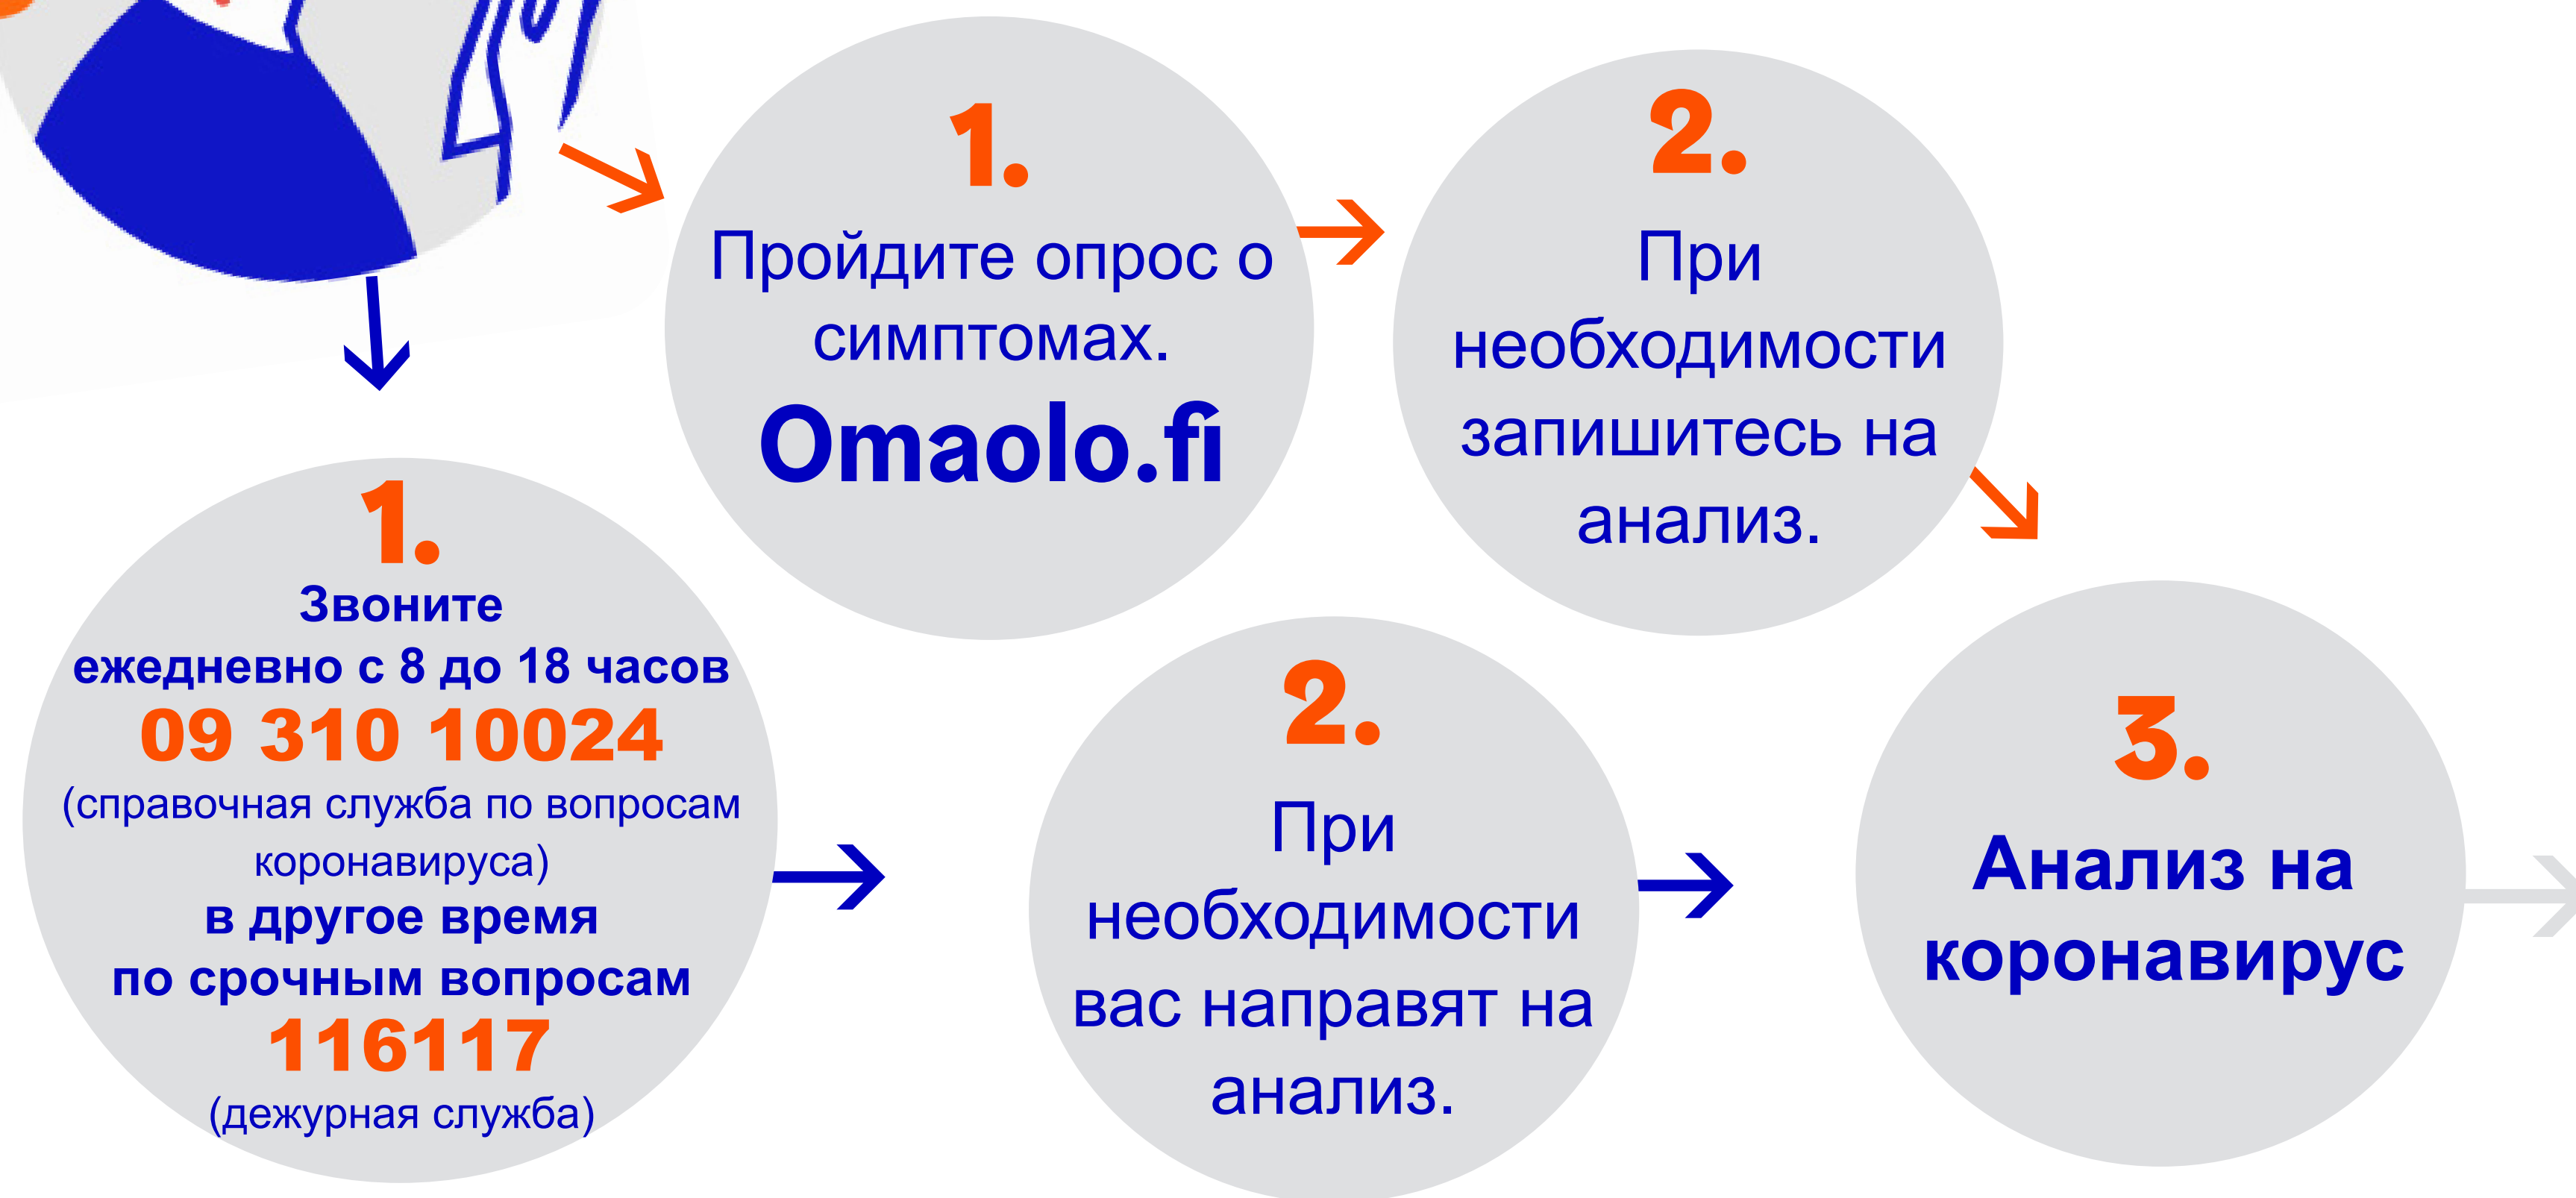 1.
Пройдите опрос о
симптомах.
Omaolo.fi
2.
При
необходимости
запишитесь на
анализ.
1.
Звоните
ежедневно с 8 до 18 часов
09 310 10024
(справочная служба по вопросам
коронавируса)
в другое время
по срочным вопросам
116117
(дежурная служба)
2.
При
необходимости
вас направят на
анализ.
3.
Анализ на
коронавирус